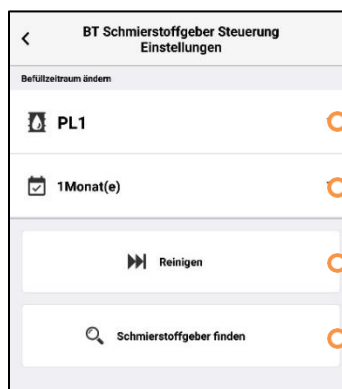 BT Schmierstoffgeber Steuerung
Einstellungen
Befüllzeitraum ändern
PL1
1Monat(e)
Reinigen
Schmierstoffgeber finden